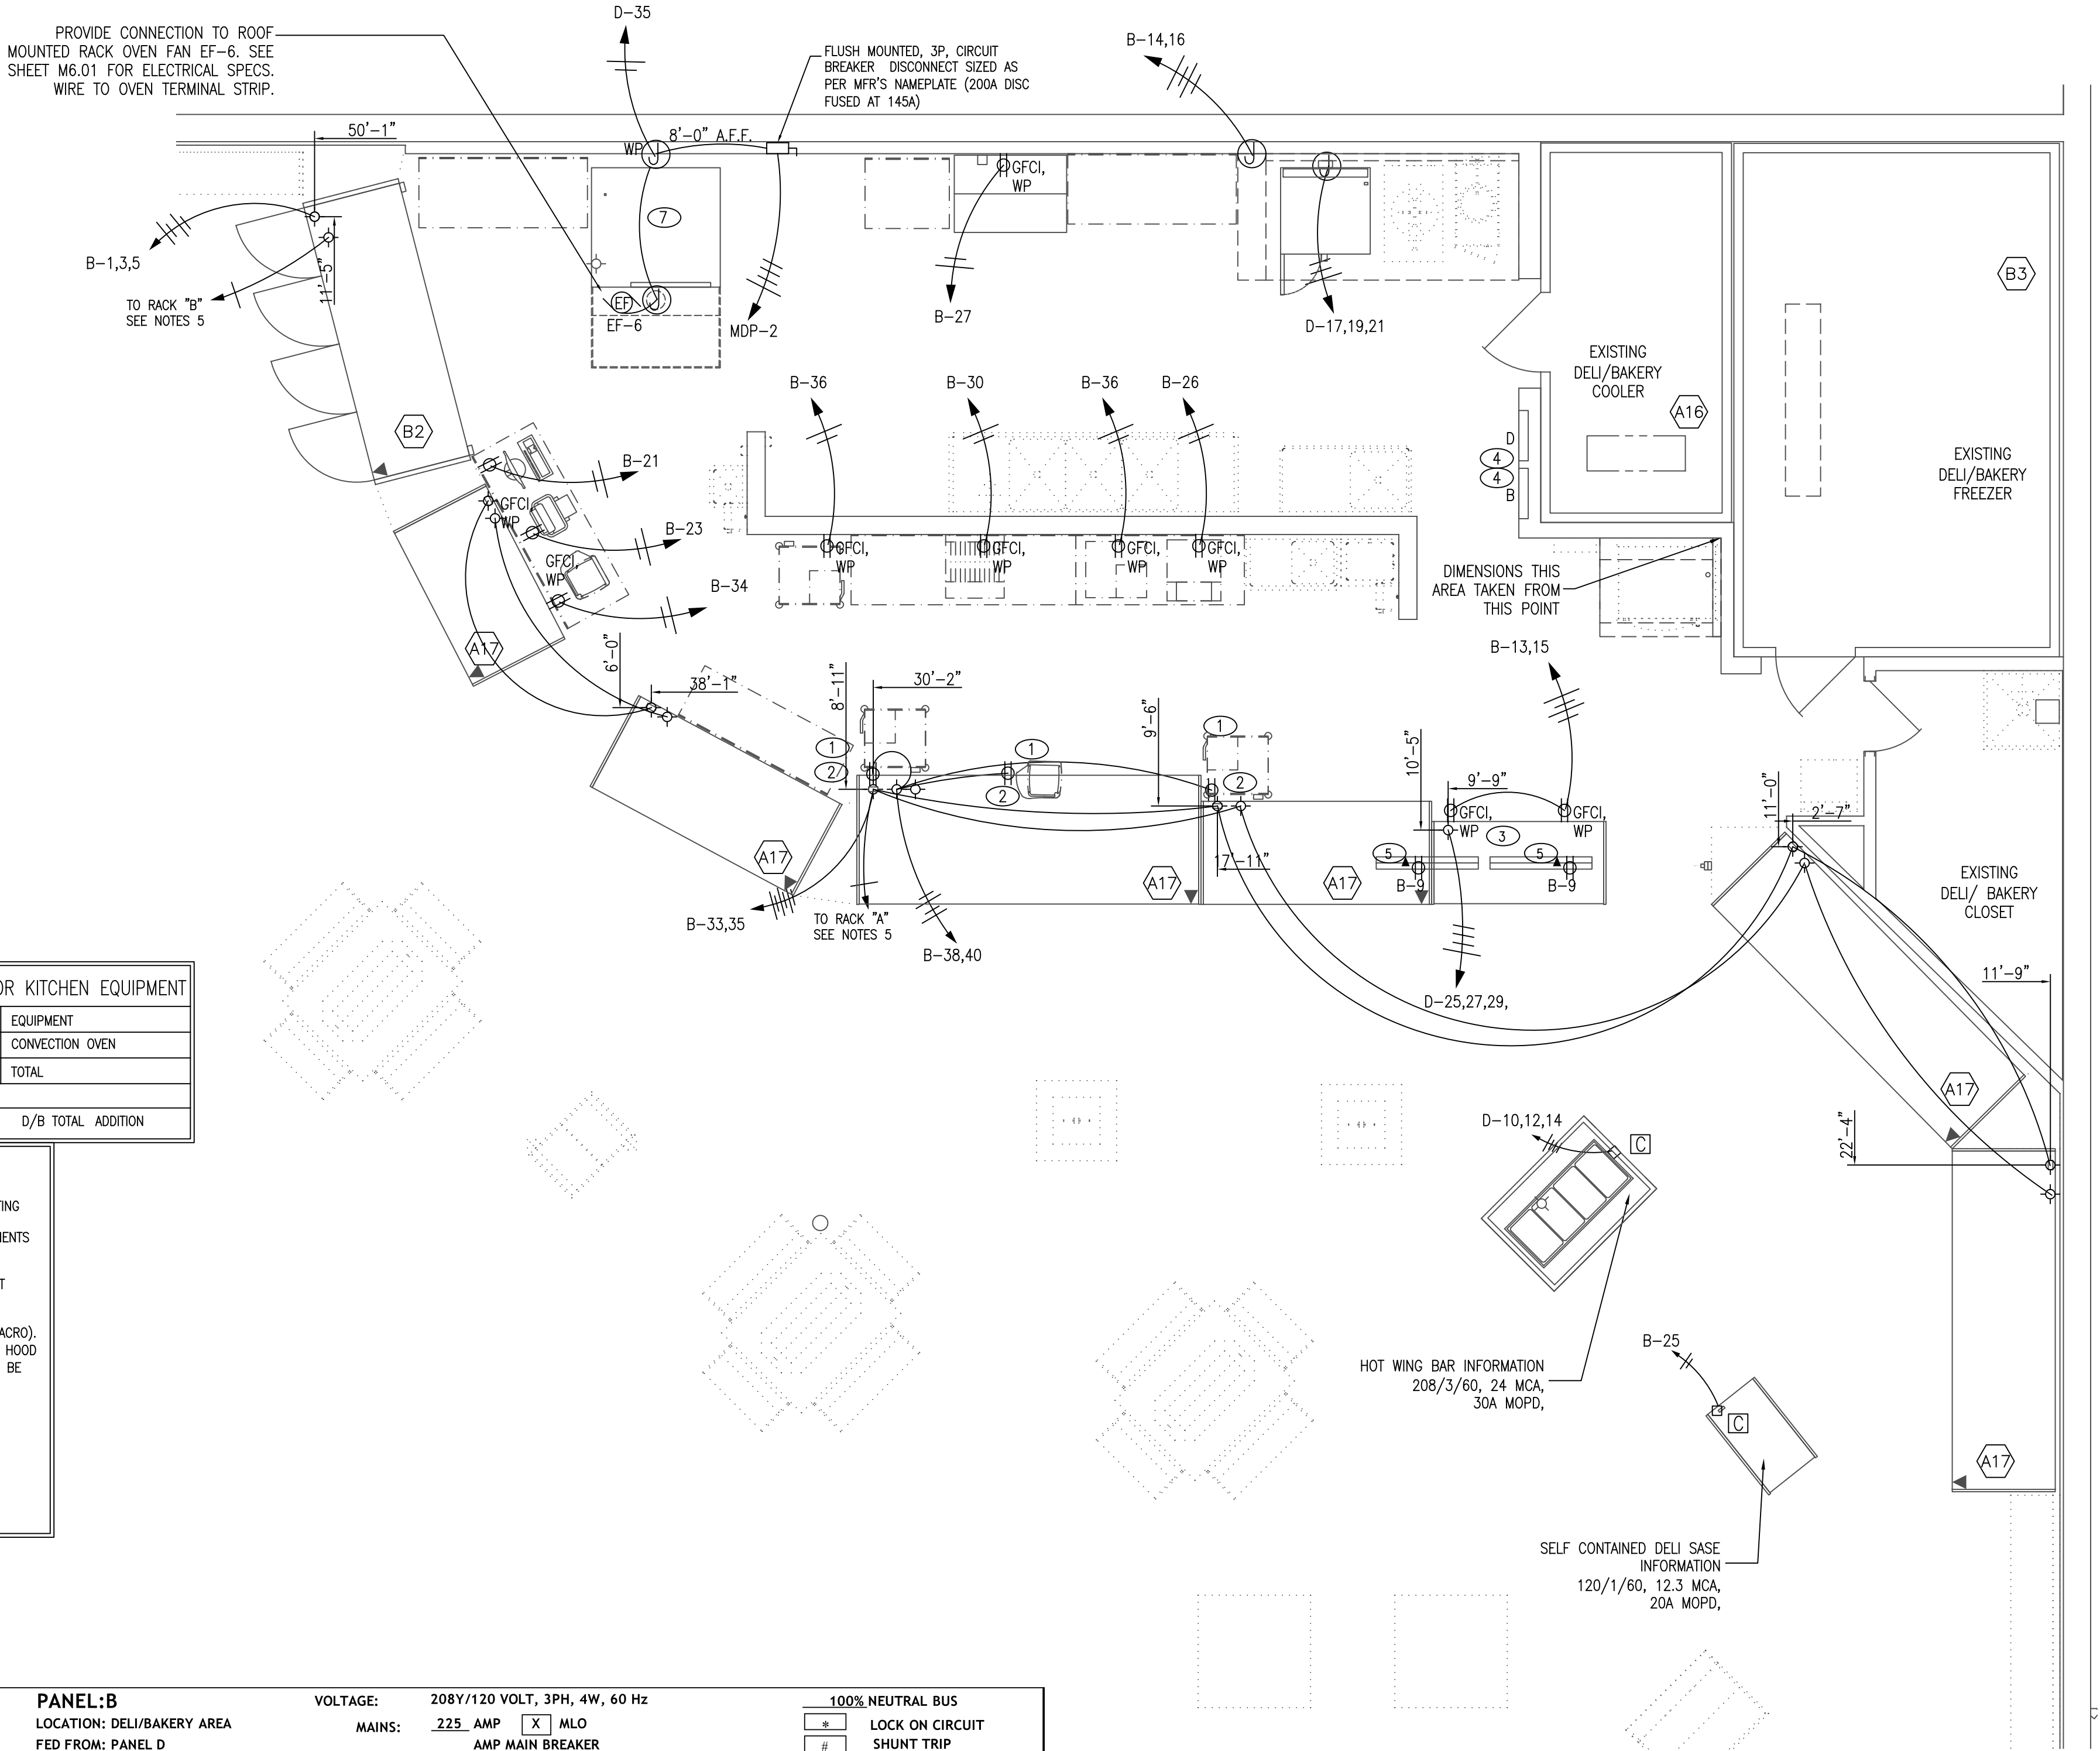 D-35
PROVIDE CONNECTION TO ROOF
MOUNTED RACK OVEN FAN EF-6. SEE
SHEET M6.01 FOR ELECTRICAL SPECS.
WIRE TO OVEN TERMINAL STRIP.
FLUSH MOUNTED, 3P, CIRCUIT
BREAKER DISCONNECT SIZED AS
PER MFR'S NAMEPLATE (200A DISC
FUSED AT 145A)
B-14,16
50'-1"
WP
J
8'-0" A.F.F.
J
J
GFCI,
WP
7
B-1,3,5
11'-5"
TO RACK "B"
SEE NOTES 5
EF
J
EF-6
MDP-2
B-27
D-17,19,21
B3
EXISTING
DELI/BAKERY
COOLER
A16
B-36
B-30
B-36
B-26
B2
D
4
4
B
EXISTING
DELI/BAKERY
FREEZER
B-21
GFCI,
WP
B-23
GFCI,
WP
B-34
GFCI,
WP
GFCI,
WP
GFCI,
WP
GFCI,
WP
DIMENSIONS THIS
AREA TAKEN FROM
THIS POINT
A17
6'-0"
38'-1"
8'-11"
30'-2"
9'-6"
B-13,15
10'-5"
9'-9"
1
2
1
2
1
2
GFCI,
WP
GFCI,
WP
3
5
5
B-9
B-9
17'-11"
11'-0"
2'-7"
A17
A17
A17
B-33,35
TO RACK "A"
SEE NOTES 5
B-38,40
D-25,27,29,
EXISTING
DELI/ BAKERY
CLOSET
11'-9"
A17
22'-4"
OR KITCHEN EQUIPMENT
EQUIPMENT
CONVECTION OVEN
TOTAL
D/B TOTAL ADDITION
TING
MENTS
T
ACRO).
HOOD
BE
D-10,12,14
C
HOT WING BAR INFORMATION
208/3/60, 24 MCA,
30A MOPD,
B-25
C
A17
SELF CONTAINED DELI SASE
INFORMATION
120/1/60, 12.3 MCA,
20A MOPD,
PANEL:B
VOLTAGE: 208Y/120 VOLT, 3PH, 4W, 60 Hz
100% NEUTRAL BUS
LOCATION: DELI/BAKERY AREA
MAINS: 225 AMP X MLO
* LOCK ON CIRCUIT
FED FROM: PANEL D
AMP MAIN BREAKER
# SHUNT TRIP